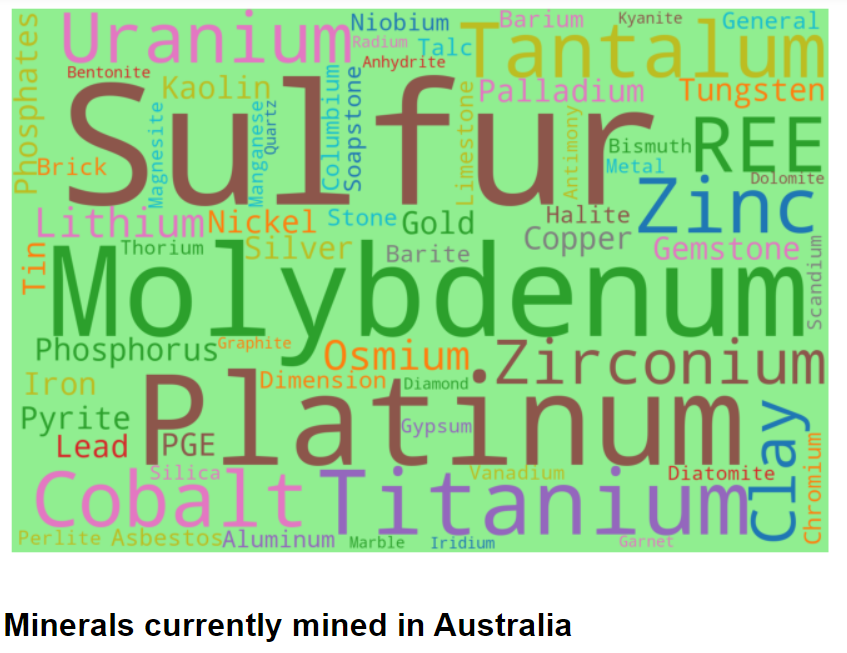 Phosphates
Uranium
Niobium
Radium
Talc
Tantalum
Barium
Kyanite
General
Bentonite
Anhydrite
Kaolin
Sulfur
Palladium
Tungsten
Magnesite
Manganese
Quartz
Columbium
Soapstone
Limestone
Antimony
Bismuth
REE
Brick
Metal
Dolomite
Zinc
Lithium
Nickel
Stone
Gold
Halite
Copper
Gemstone
Tin
Thorium
Silver
Barite
Scandium
Molybdenum
Phosphorus
Graphite
Osmium
Zirconium
Iron
Dimension
Diamond
Platinum
Pyrite
Gypsum
Lead
PGE
Clay
Chromium
Silica
Vanadium
Diatomite
Cobalt
Titanium
Perlite
Asbestos
Aluminum
Marble
Iridium
Garnet
Minerals currently mined in Australia